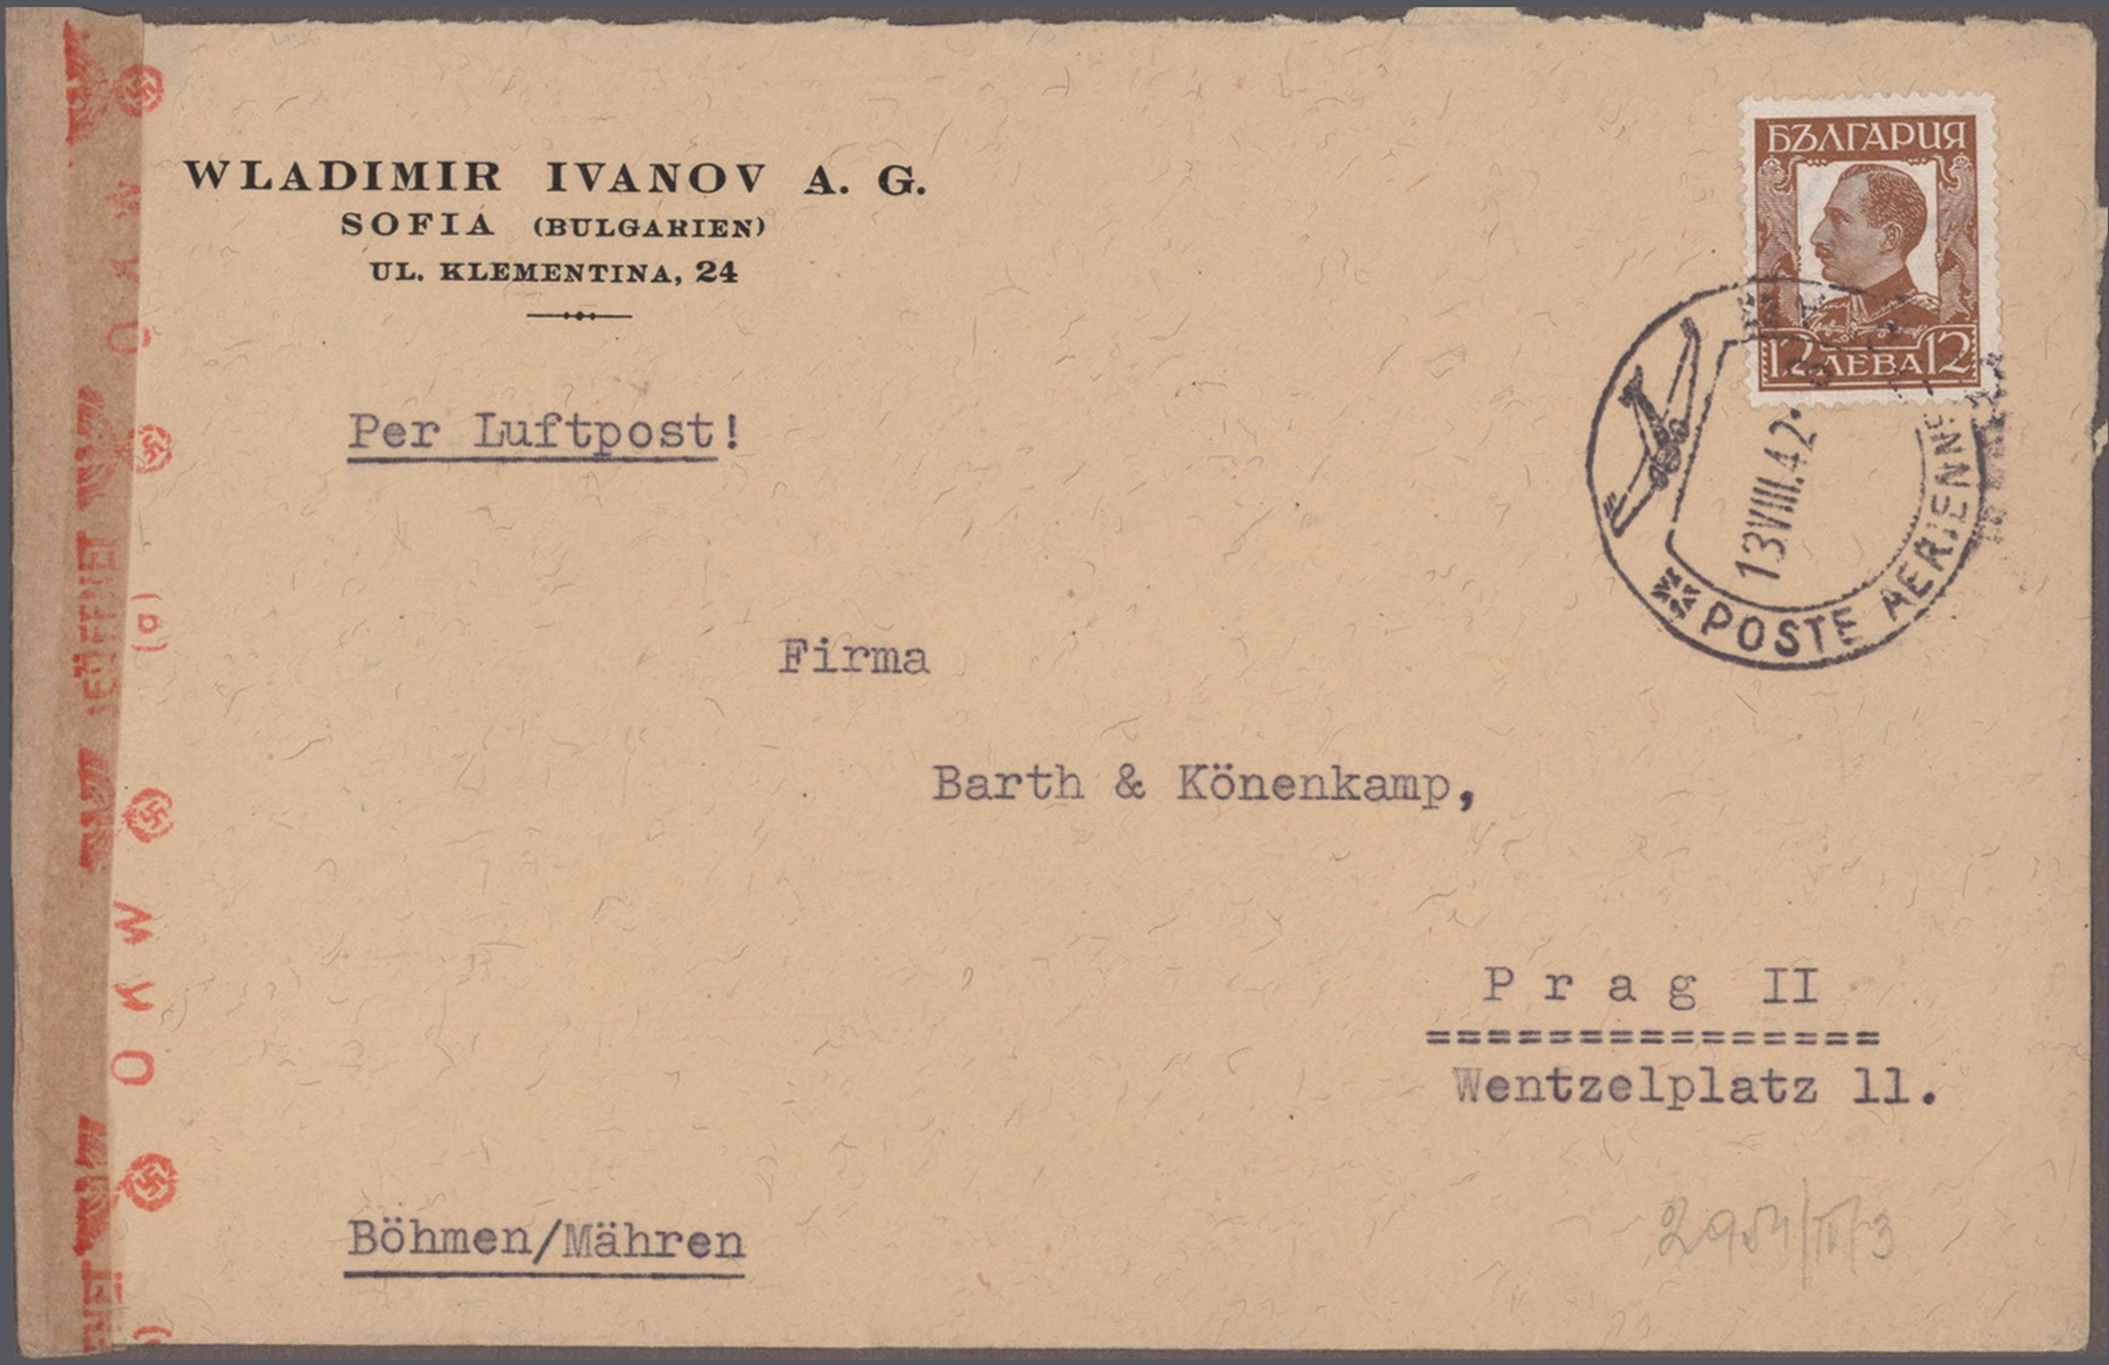 WLADIMIR IVANOV A. G.
SOFIA (BULGARIEN)
UL. KLEMENTINA, 24
БЪЛГАРИЯ
12 ЛЕВА 12
Per Luftpost!
13 VIII.42
POSTE AERIENNE
Firma
Barth & Könenkamp,
Prag II
===============
Wentzelplatz 11.
Böhmen/Mähren
OKW
OKW
(g)